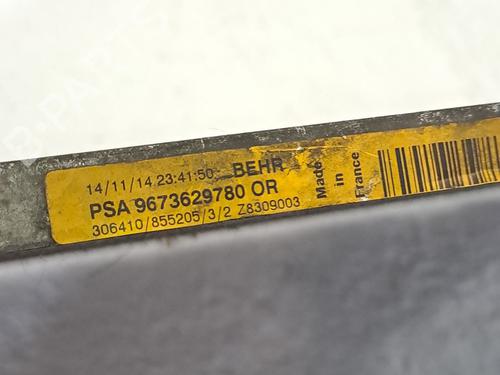 14/11/14 23:41:50 BEHR
PSA 9673629780 OR
306410/855205/3/2 Z8309003
Made
in
France